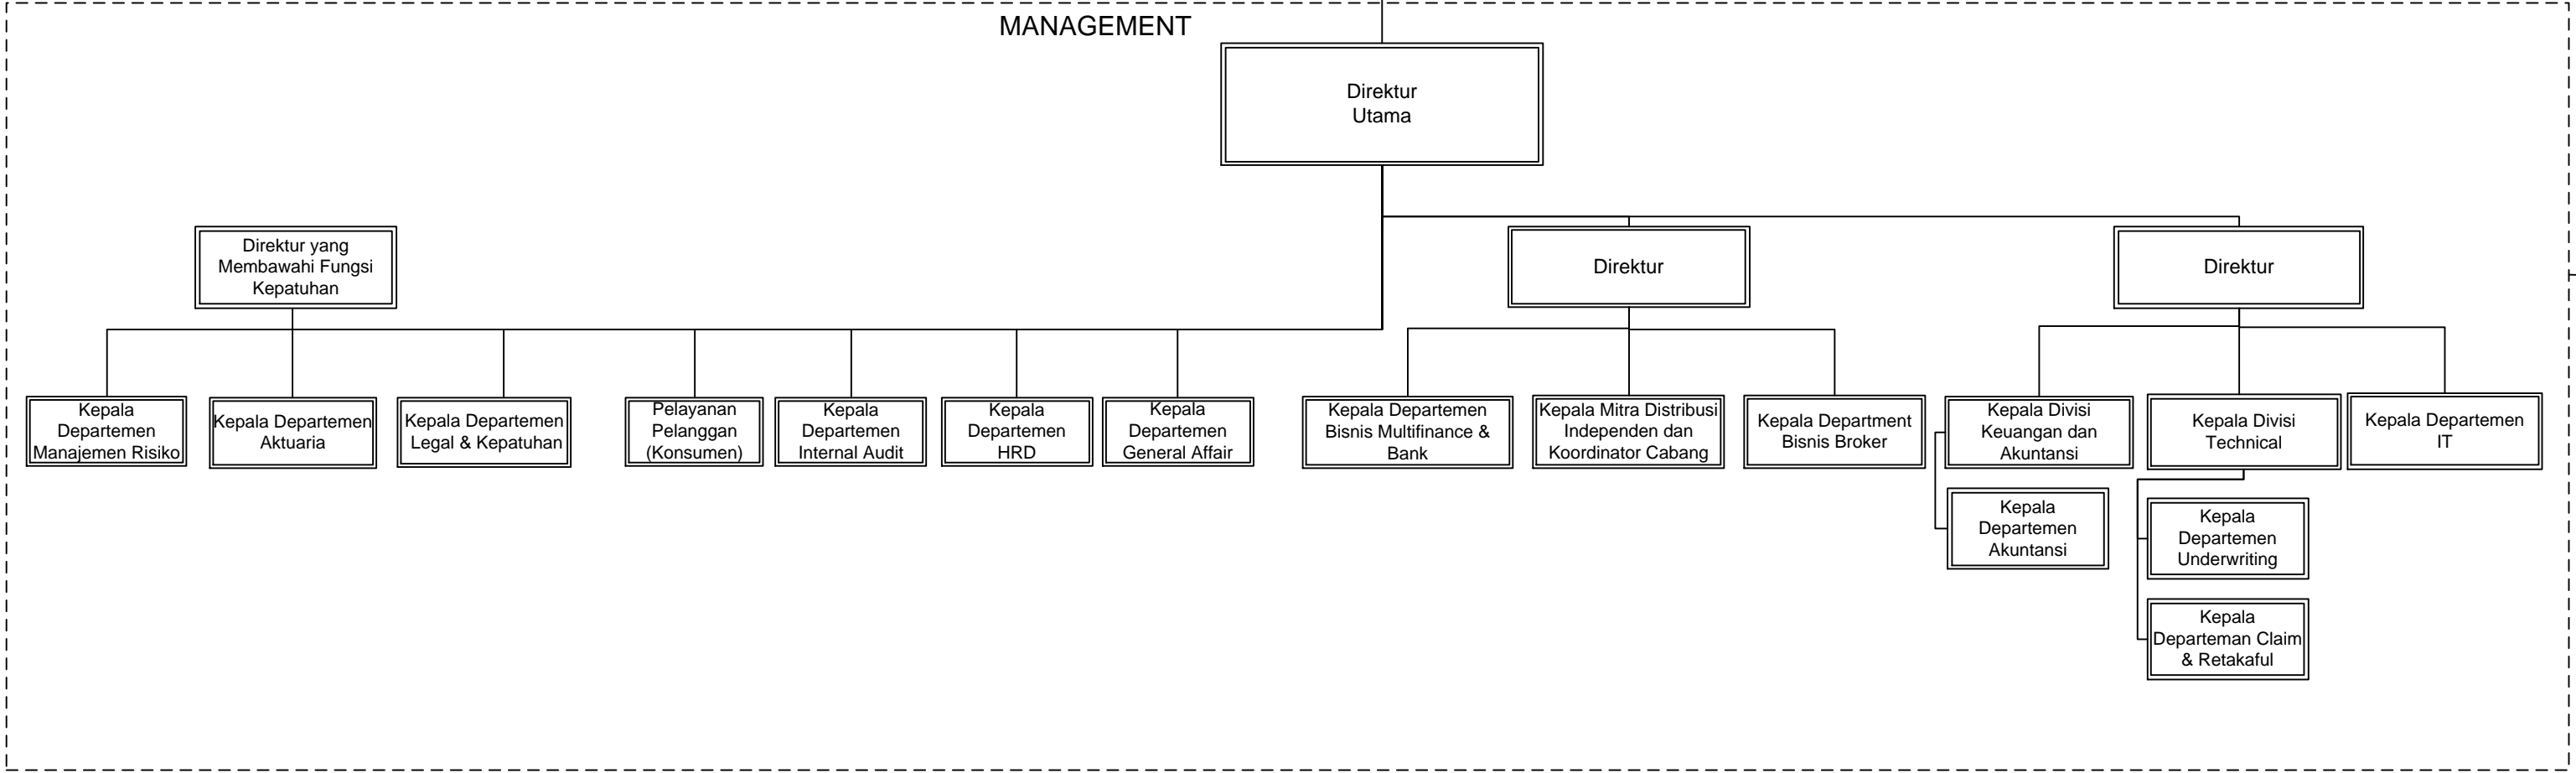 MANAGEMENT
Direktur
Utama
Direktur yang
Membawahi Fungsi
Kepatuhan
Direktur
Direktur
Kepala
Departemen
Manajemen Risiko
Kepala Departemen
Aktuaria
Kepala Departemen
Legal & Kepatuhan
Pelayanan
Pelanggan
(Konsumen)
Kepala
Departemen
Internal Audit
Kepala
Departemen
HRD
Kepala
Departemen
General Affair
Kepala Departemen
Bisnis Multifinance &
Bank
Kepala Mitra Distribusi
Independen dan
Koordinator Cabang
Kepala Department
Bisnis Broker
Kepala Divisi
Keuangan dan
Akuntansi
Kepala Divisi
Technical
Kepala Departemen
IT
Kepala
Departemen
Akuntansi
Kepala
Departemen
Underwriting
Kepala
Departeman Claim
& Retakaful